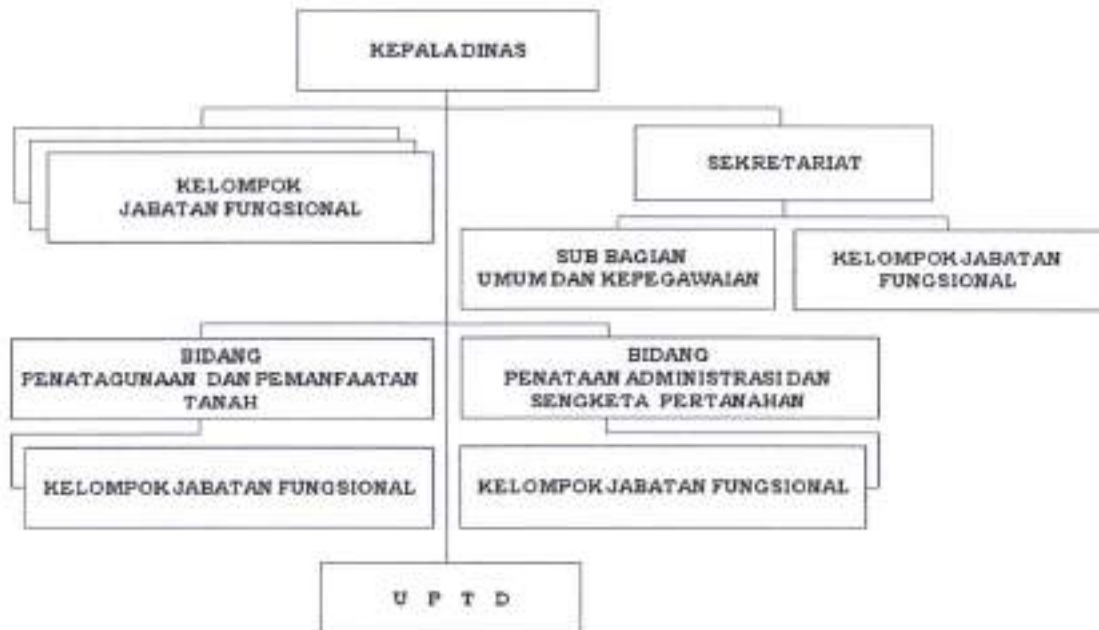 KEPALA DINAS
KELOMPOK
JABATAN FUNGSIONAL
SEKRETARIAT
SUB BAGIAN
UMUM DAN KEPEGAWAIAN
KELOMPOK JABATAN
FUNGSIONAL
BIDANG
PENATAGUNAAN DAN PEMANFAATAN
TANAH
BIDANG
PENATAAN ADMINISTRASI DAN
SENGKETA PERTANAHAN
KELOMPOK JABATAN FUNGSIONAL
KELOMPOK JABATAN FUNGSIONAL
U P T D